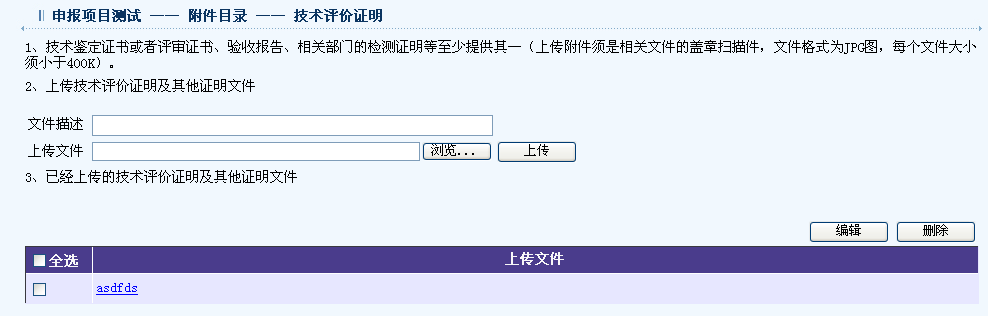 申报项目测试 —— 附件目录 —— 技术评价证明
1、技术鉴定证书或者评审证书、验收报告、相关部门的检测证明等至少提供其一（上传附件须是相关文件的盖章扫描件，文件格式为JPG图，每个文件大小
须小于400K）。
2、上传技术评价证明及其他证明文件
文件描述
上传文件 浏览... 上传
3、已经上传的技术评价证明及其他证明文件
编辑 删除
全选 上传文件
asdfds